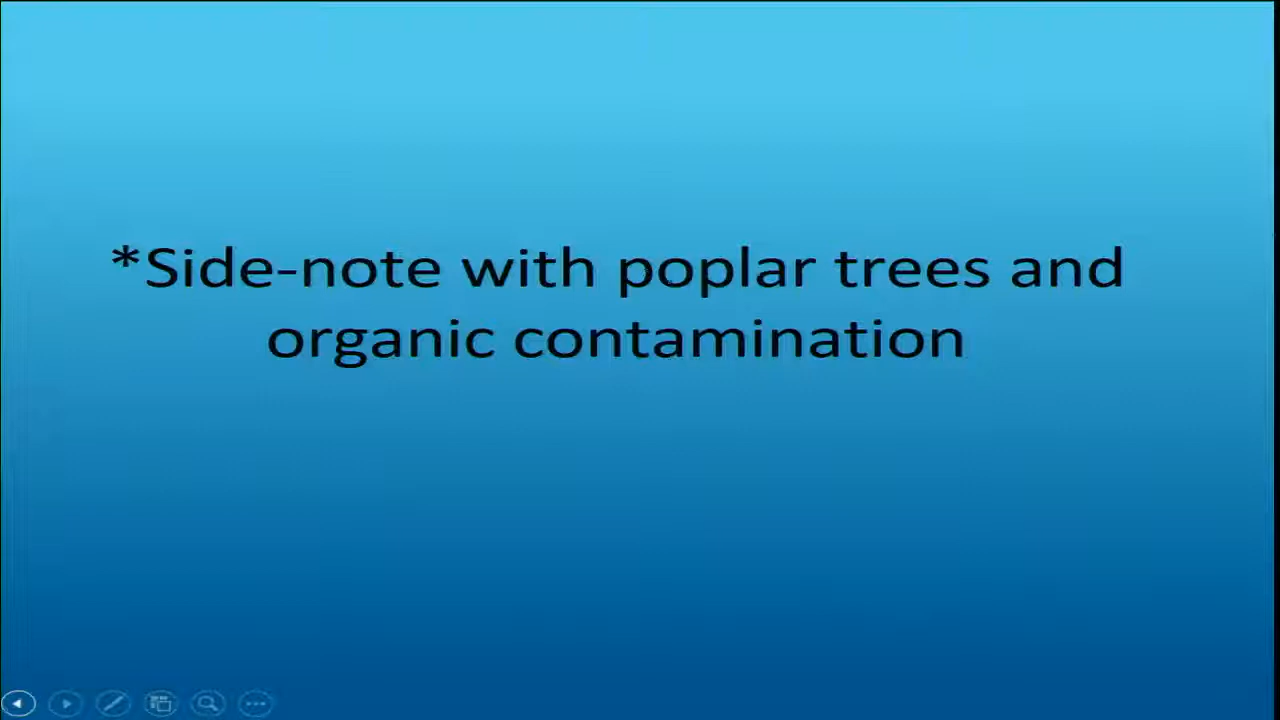 *Side-note with poplar trees and
organic contamination